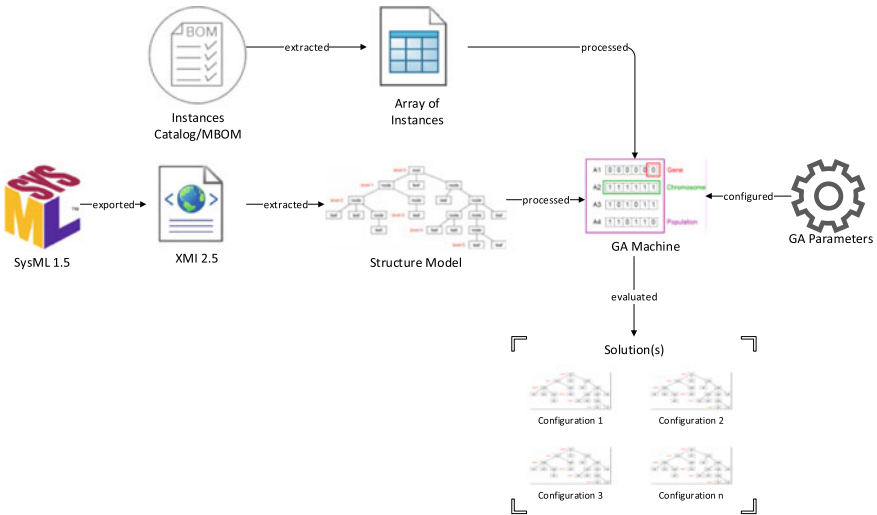 BOM
extracted
processed
Instances
Catalog/MBOM
Array of
Instances
SYS
ML
TM
exported
extracted
processed
A1 0 0 0 0 0 0 Gene
A2 1 1 1 1 1 1 Chromosome
A3 1 0 1 0 1 1
A4 1 1 0 1 1 0 Population
configured
SysML 1.5
XMI 2.5
Structure Model
GA Machine
GA Parameters
evaluated
Solution(s)
Configuration 1
Configuration 2
Configuration 3
Configuration n